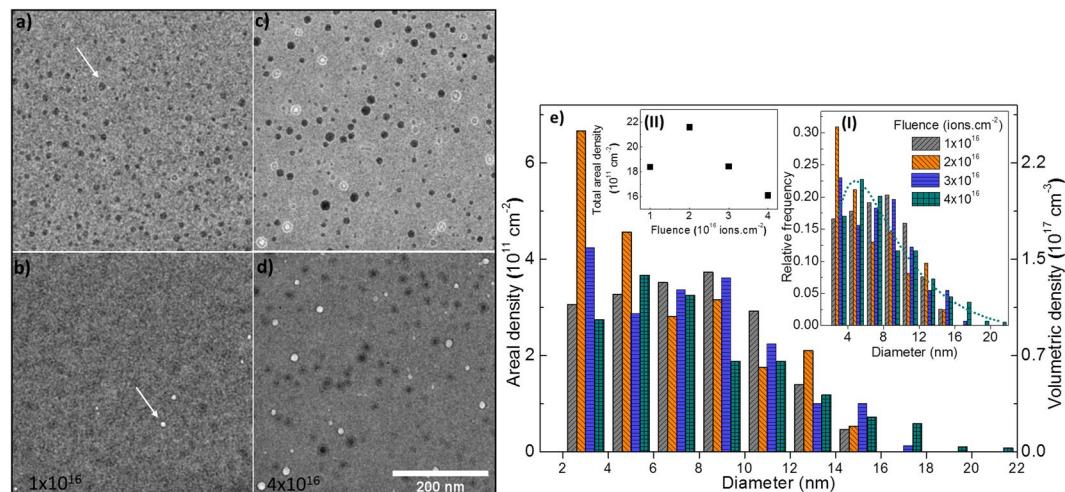 a)
c)
b)
d)
1x10¹⁶
4x10¹⁶
200 nm
e)
Areal density (10¹¹ cm⁻²)
6
4
2
0
2 4 6 8 10 12 14 16 18 20 22
Diameter (nm)
Volumetric density (10¹⁷ cm⁻³)
2.2
1.5
0.7
0.0
(II)
Total areal density
(10¹¹ cm⁻²)
22
20
18
16
1 2 3 4
Fluence (10¹⁶ ions.cm⁻²)
(I)
Fluence (ions.cm⁻²)
1x10¹⁶
2x10¹⁶
3x10¹⁶
4x10¹⁶
Relative frequency
0.30
0.25
0.20
0.15
0.10
0.05
0.00
4 8 12 16 20
Diameter (nm)